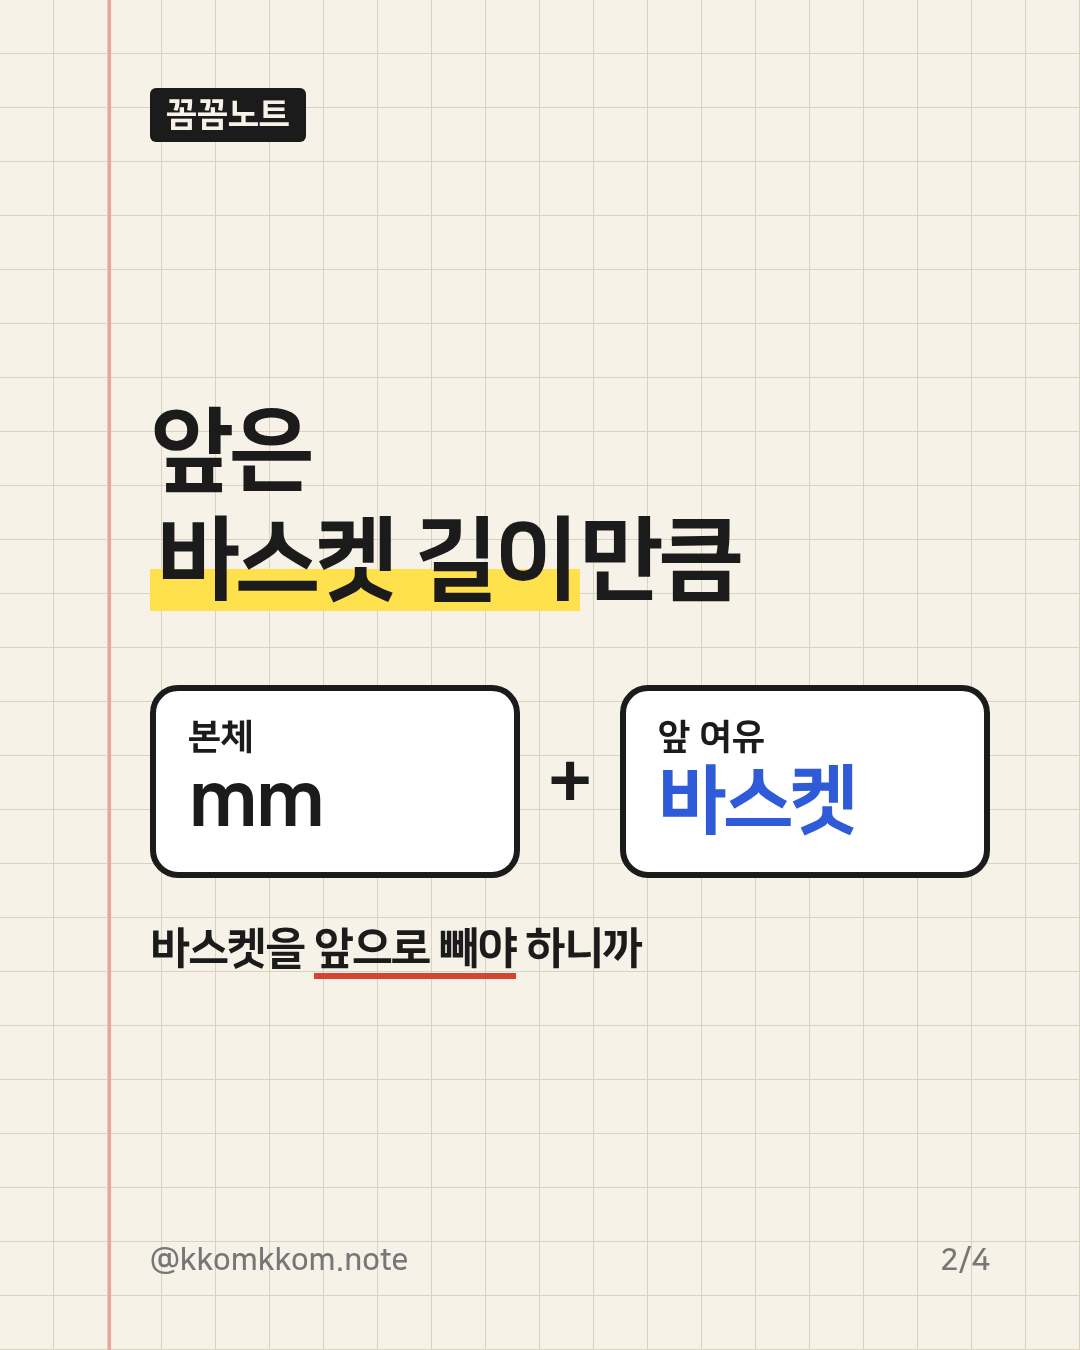 꼼꼼노트
앞은
바스켓 길이만큼
본체
mm
+
앞 여유
바스켓
바스켓을 앞으로 빼야 하니까
@kkomkkom.note
2/4